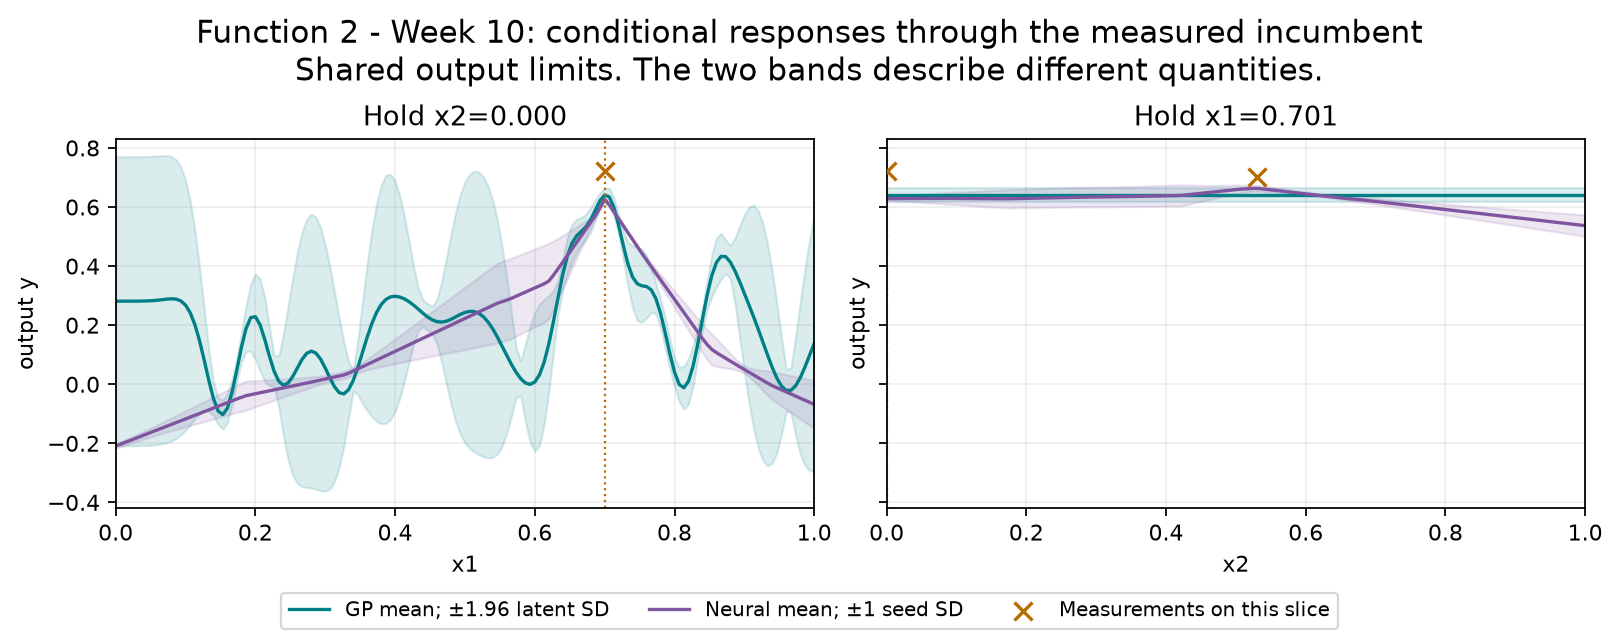 Function 2 - Week 10: conditional responses through the measured incumbent
Shared output limits. The two bands describe different quantities.
Hold x2=0.000
Hold x1=0.701
output y
0.8
0.6
0.4
0.2
0.0
−0.2
−0.4
0.0 0.2 0.4 0.6 0.8 1.0
x1
output y
0.0 0.2 0.4 0.6 0.8 1.0
x2
GP mean; ±1.96 latent SD
Neural mean; ±1 seed SD
Measurements on this slice